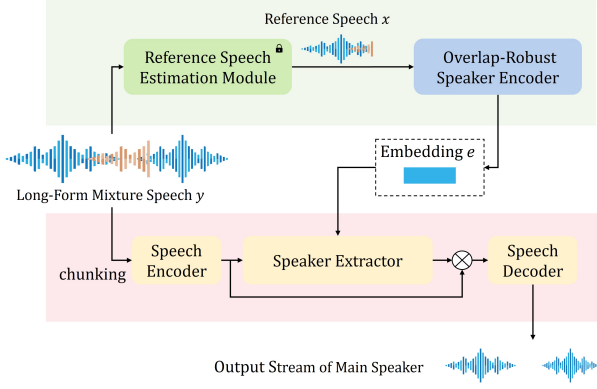 Reference Speech x
Reference Speech
Estimation Module
Overlap-Robust
Speaker Encoder
Embedding e
Long-Form Mixture Speech y
chunking
Speech
Encoder
Speaker Extractor
Speech
Decoder
Output Stream of Main Speaker